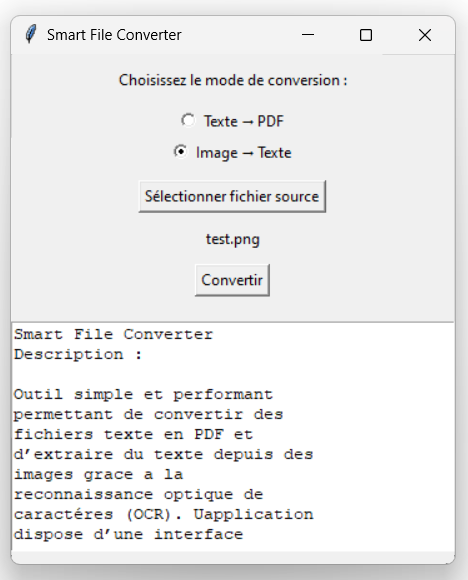 Smart File Converter
Choisissez le mode de conversion :
Texte → PDF
Image → Texte
Sélectionner fichier source
test.png
Convertir
Smart File Converter
Description :
Outil simple et performant
permettant de convertir des
fichiers texte en PDF et
d’extraire du texte depuis des
images grace a la
reconnaissance optique de
caractéres (OCR). Uapplication
dispose d’une interface